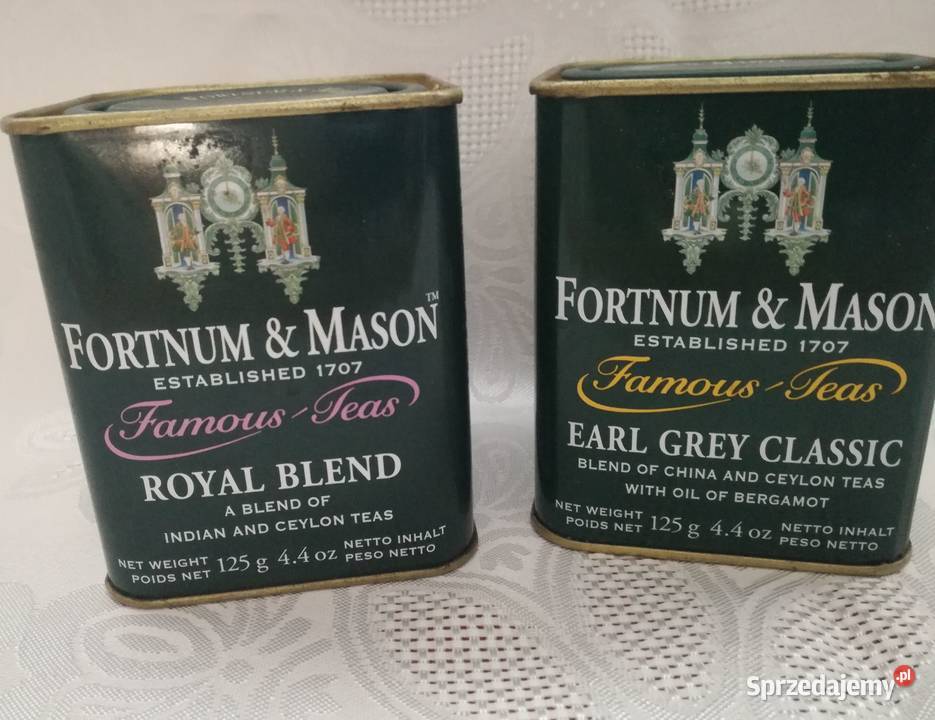 FORTNUM & MASON™
ESTABLISHED 1707
Famous Teas
ROYAL BLEND
A BLEND OF
INDIAN AND CEYLON TEAS
NET WEIGHT 125 g 4.4 oz NETTO INHALT
POIDS NET PESO NETTO
FORTNUM & MASON
ESTABLISHED 1707
Famous Teas
EARL GREY CLASSIC
BLEND OF CHINA AND CEYLON TEAS
WITH OIL OF BERGAMOT
NET WEIGHT 125 g 4.4 oz NETTO INHALT
POIDS NET PESO NETTO
Sprzedajemy.pl